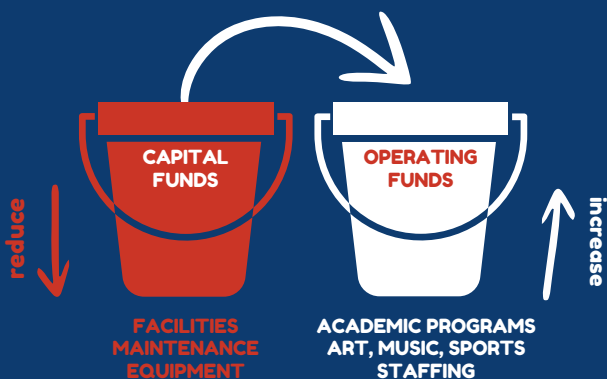 CAPITAL
FUNDS
OPERATING
FUNDS
reduce
increase
FACILITIES
MAINTENANCE
EQUIPMENT
ACADEMIC PROGRAMS
ART, MUSIC, SPORTS
STAFFING